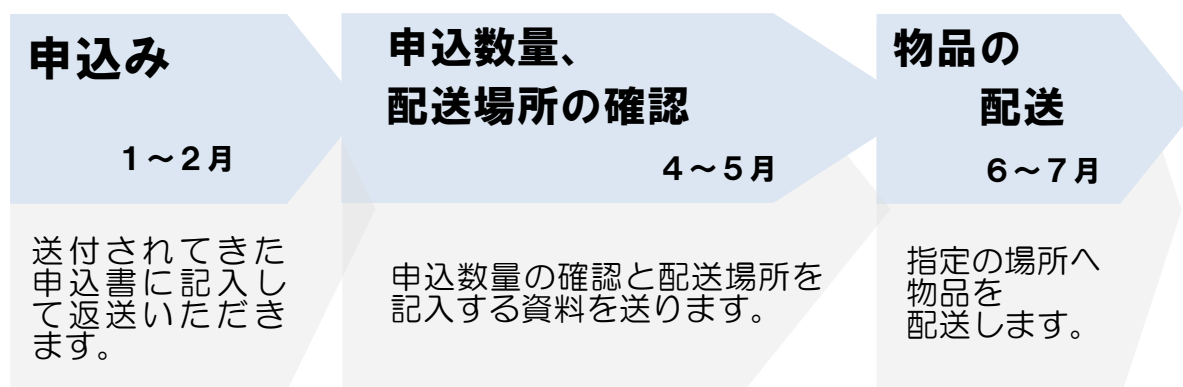 申込み
1～2月
送付されてきた
申込書に記入し
て返送いただき
ます。
申込数量、
配送場所の確認
4～5月
申込数量の確認と配送場所を
記入する資料を送ります。
物品の
配送
6～7月
指定の場所へ
物品を
配送します。